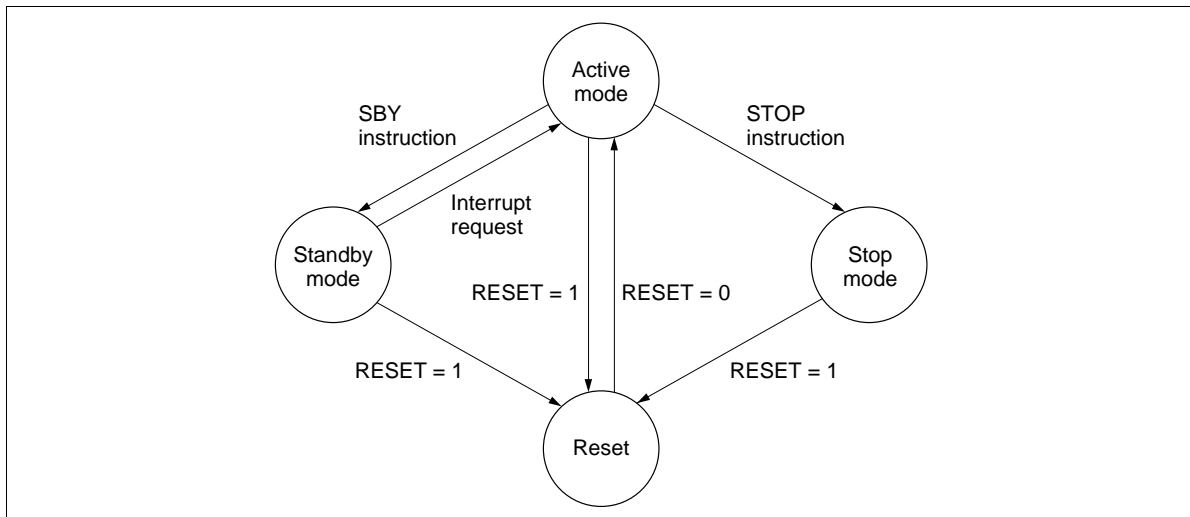 Active
mode
SBY
instruction
STOP
instruction
Interrupt
request
Standby
mode
Stop
mode
RESET = 1
RESET = 0
RESET = 1
RESET = 1
Reset